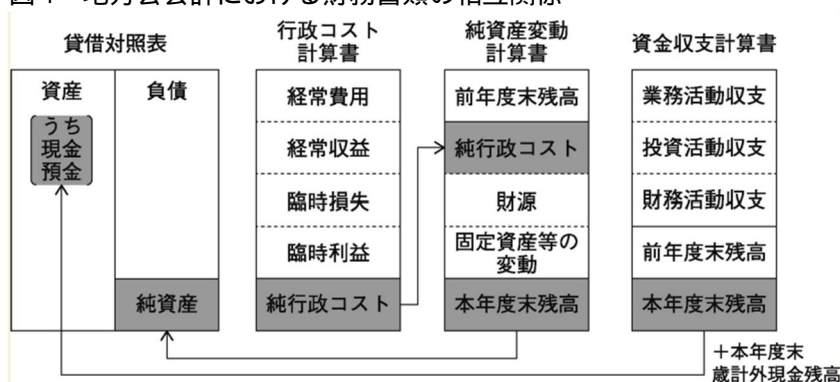 図1 地方公会計における財務書類の相互関係
貸借対照表
資産
うち
現金
預金
負債
純資産
行政コスト
計算書
経常費用
経常収益
臨時損失
臨時利益
純行政コスト
純資産変動
計算書
前年度末残高
純行政コスト
財源
固定資産等の
変動
本年度末残高
資金収支計算書
業務活動収支
投資活動収支
財務活動収支
前年度末残高
本年度末残高
＋本年度末
歳計外現金残高